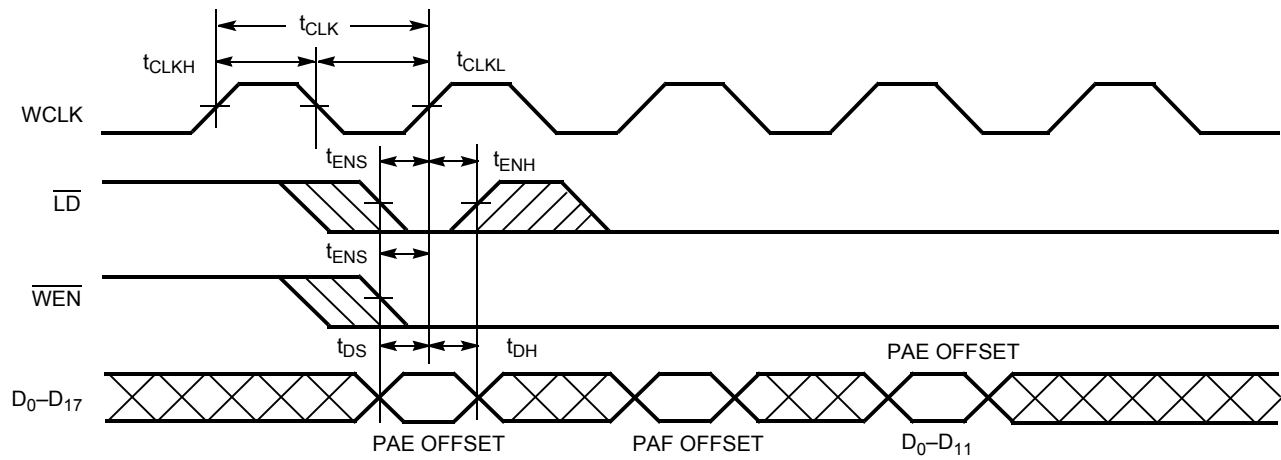 tCLK
tCLKH
tCLKL
WCLK
tENS
tENH
LD
tENS
WEN
tDS
tDH
PAE OFFSET
D0–D17
PAE OFFSET
PAF OFFSET
D0–D11